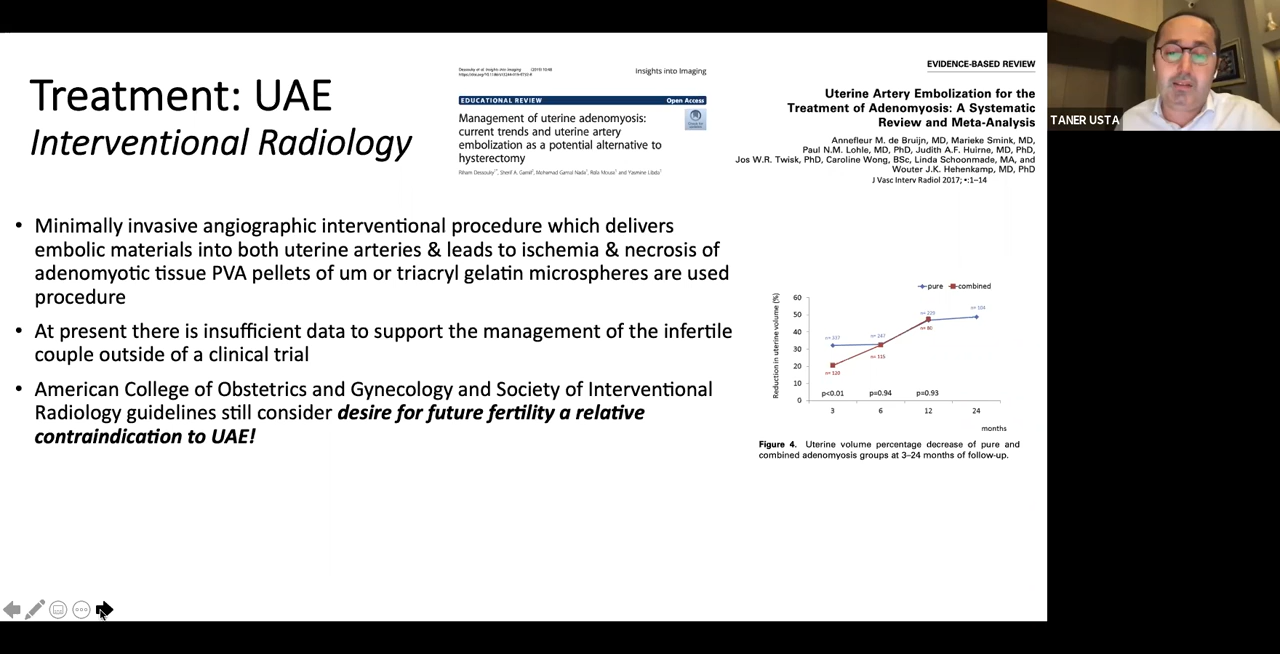 Treatment: UAE
Interventional Radiology
insights into Imaging
EDUCATIONAL REVIEW
Open Access
Management of uterine adenomyosis:
current trends and uterine artery
embolization as a potential alternative to
hysterectomy
EVIDENCE-BASED REVIEW
Uterine Artery Embolization for the
Treatment of Adenomyosis: A Systematic
Review and Meta-Analysis
Annefleur M. de Bruijn, MD, Marieke Smink, MD,
Paul N.M. Lohle, MD, PhD, Judith A.F. Huirne, MD, PhD,
Jos W.R. Twisk, PhD, Caroline Wong, BSc, Linda Schoonmade, MA, and
Wouter J.K. Hehenkamp, MD, PhD
J Vasc Interv Radiol 2017; •:1–14
TANER USTA
• Minimally invasive angiographic interventional procedure which delivers
embolic materials into both uterine arteries & leads to ischemia & necrosis of
adenomyotic tissue PVA pellets of um or triacryl gelatin microspheres are used
procedure
• At present there is insufficient data to support the management of the infertile
couple outside of a clinical trial
• American College of Obstetrics and Gynecology and Society of Interventional
Radiology guidelines still consider desire for future fertility a relative
contraindication to UAE!
pure combined
Reduction in uterine volume (%)
60
50
40
30
20
10
0
n= 120
n= 115
n= 80
p<0.01 p=0.94 p=0.93
3 6 12 24
months
Figure 4. Uterine volume percentage decrease of pure and
combined adenomyosis groups at 3–24 months of follow-up.